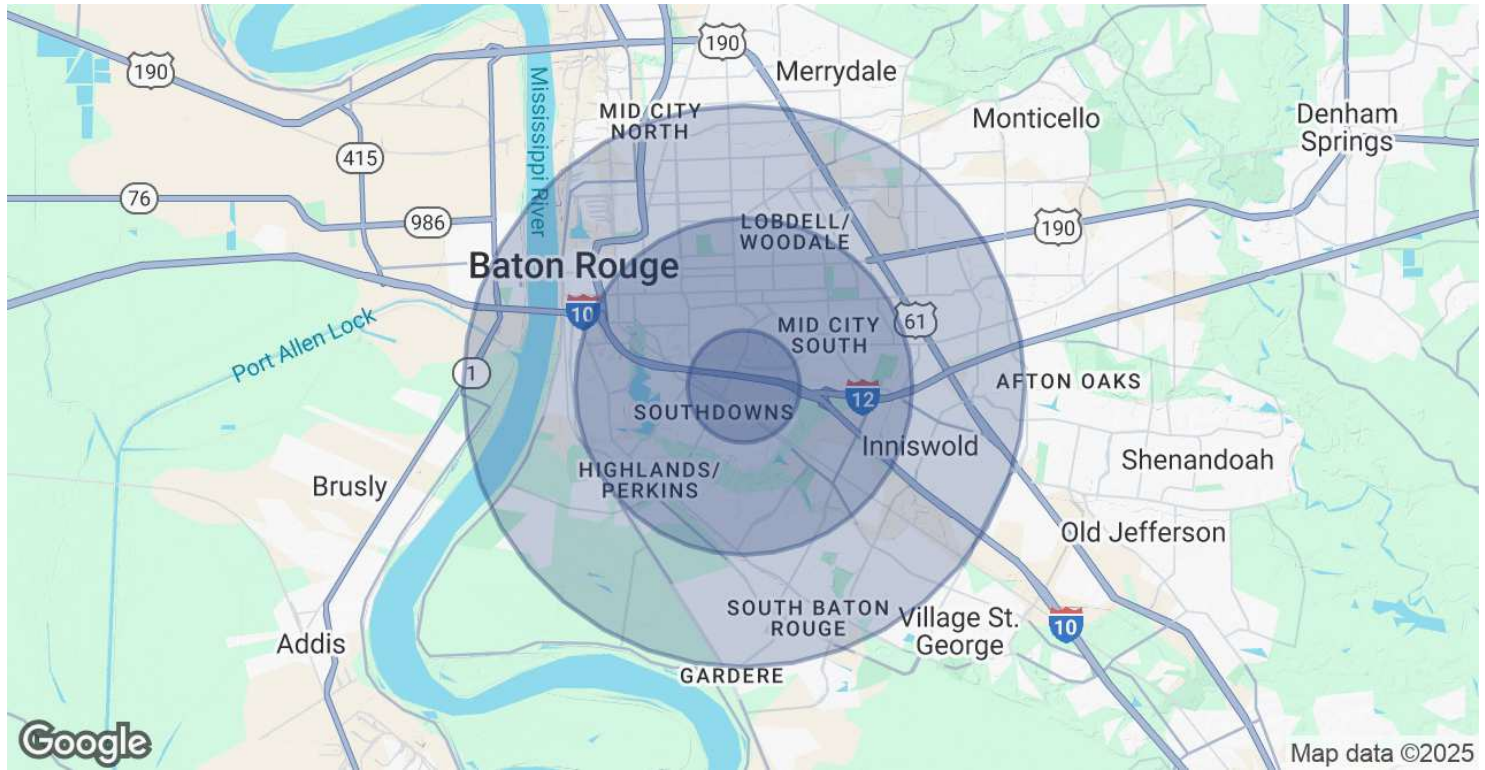 190
Merrydale
190
Mississippi River
MID CITY
NORTH
Monticello
Denham
Springs
415
76
986
LOBDELL/
WOODALE
190
Baton Rouge
10
61
MID CITY
SOUTH
Port Allen Lock
1
AFTON OAKS
12
SOUTHDOWNS
Inniswold
Shenandoah
HIGHLANDS/
PERKINS
Brusly
Old Jefferson
SOUTH BATON
ROUGE
Village St.
George
10
Addis
GARDERE
Google
Map data ©2025